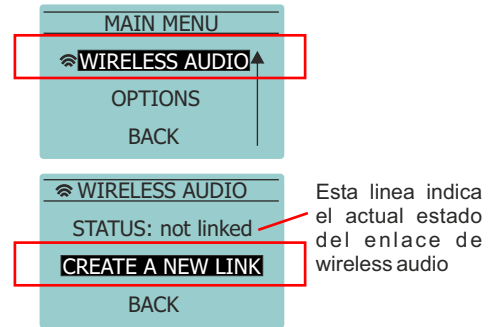 MAIN MENU
WIRELESS AUDIO
OPTIONS
BACK
WIRELESS AUDIO
STATUS: not linked
CREATE A NEW LINK
BACK
Esta linea indica
el actual estado
del enlace de
wireless audio